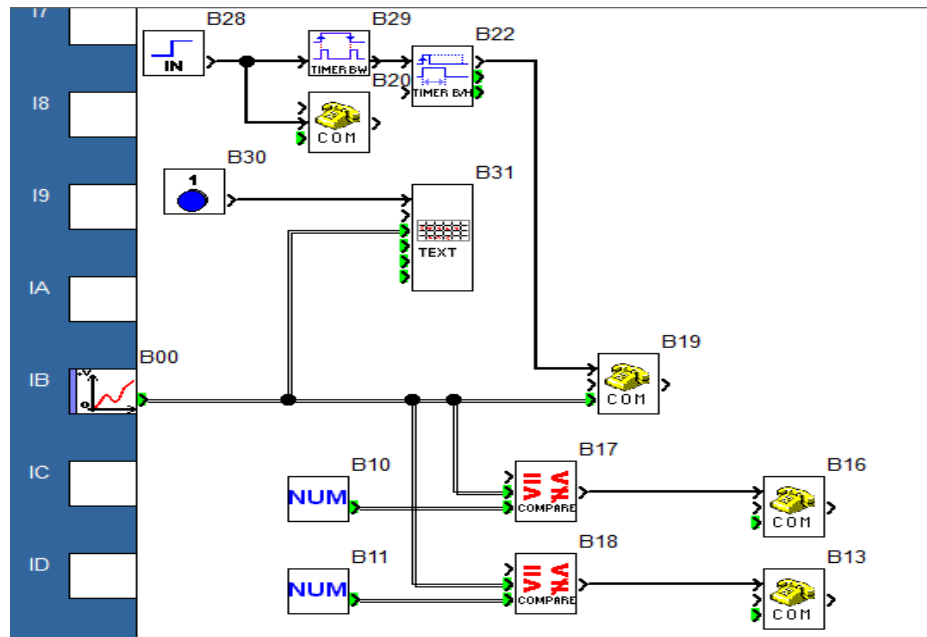 I7
B28
B29
B22
IN
TIMER BW
B20
TIMER B/H
I8
COM
B30
B31
I9
1
TEXT
IA
B00
B19
IB
+V
0
COM
B10
B17
B16
IC
NUM
COMPARE
COM
B11
B18
B13
ID
NUM
COMPARE
COM